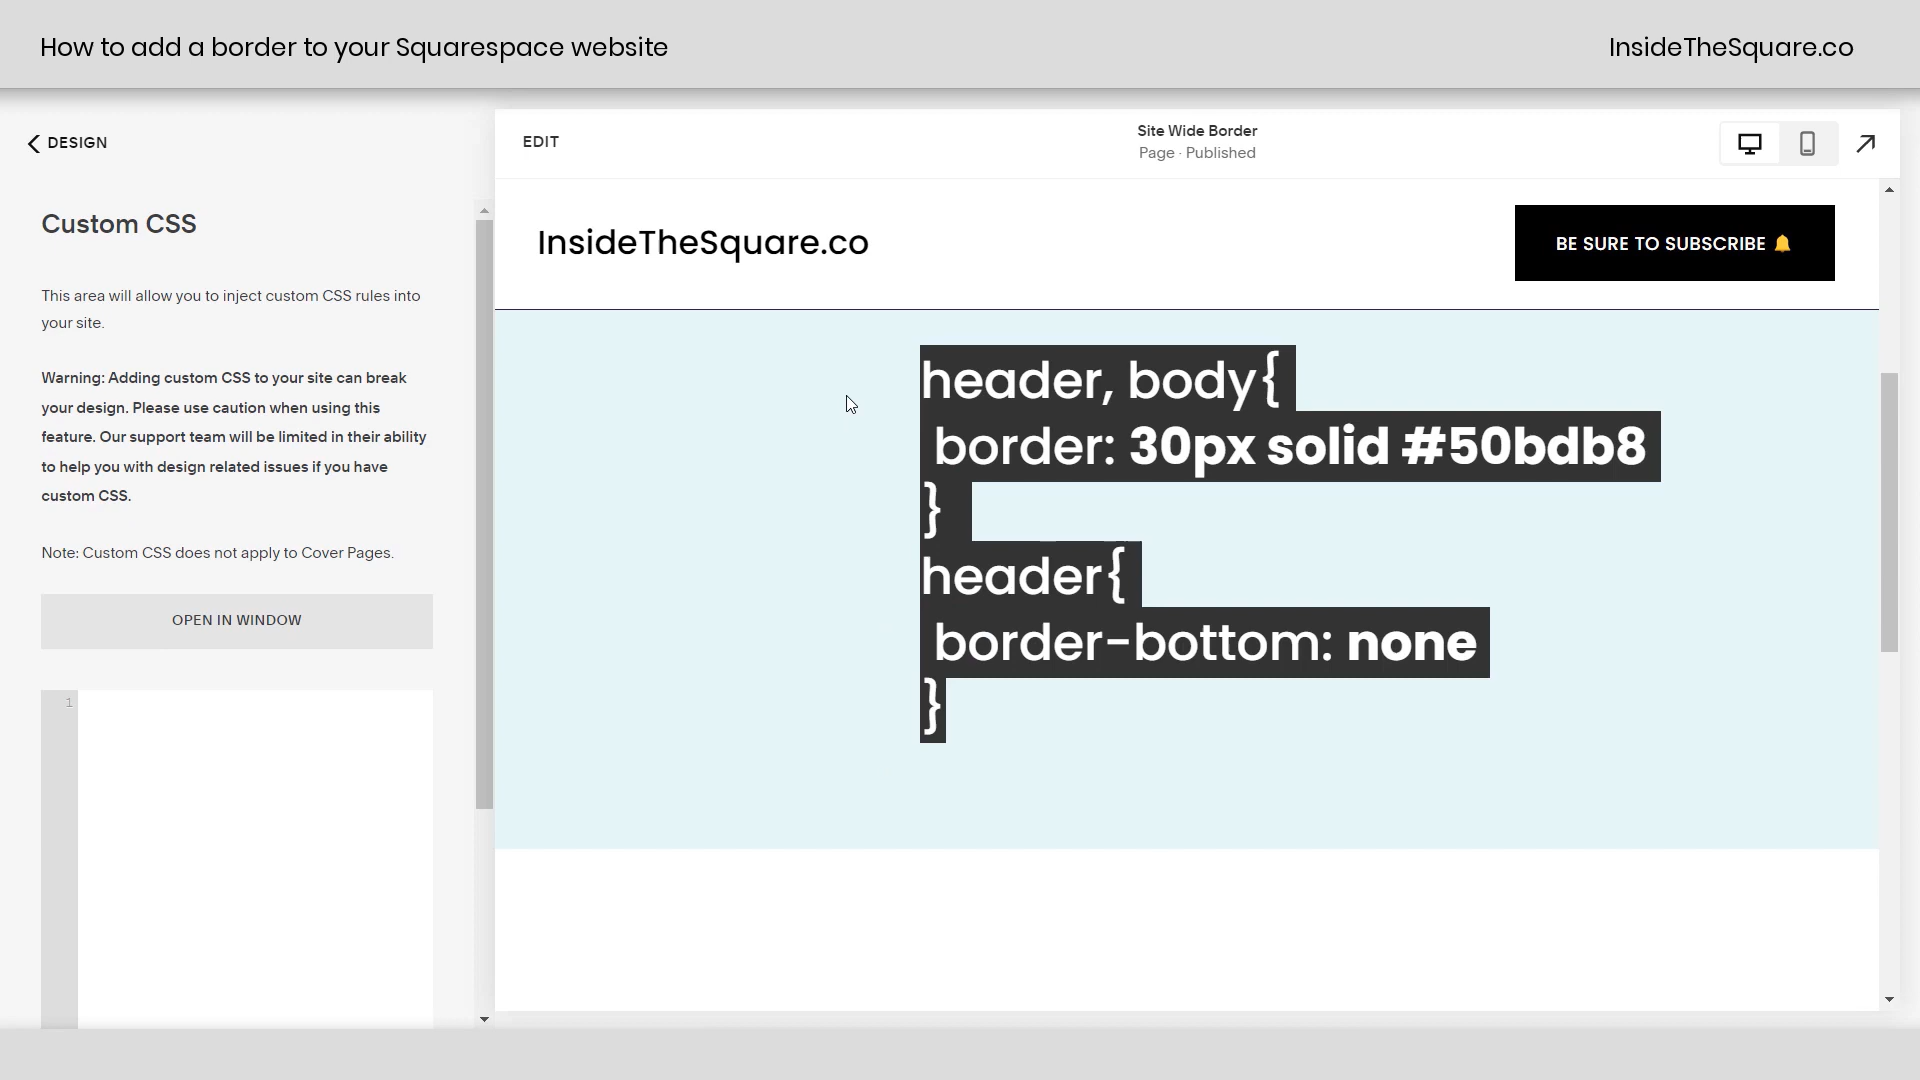 How to add a border to your Squarespace website
InsideTheSquare.co
DESIGN
Custom CSS
This area will allow you to inject custom CSS rules into
your site.
Warning: Adding custom CSS to your site can break
your design. Please use caution when using this
feature. Our support team will be limited in their ability
to help you with design related issues if you have
custom CSS.
Note: Custom CSS does not apply to Cover Pages.
OPEN IN WINDOW
1
EDIT
Site Wide Border
Page · Published
InsideTheSquare.co
BE SURE TO SUBSCRIBE 🔔
header, body{
border: 30px solid #50bdb8
}
header{
border-bottom: none
}